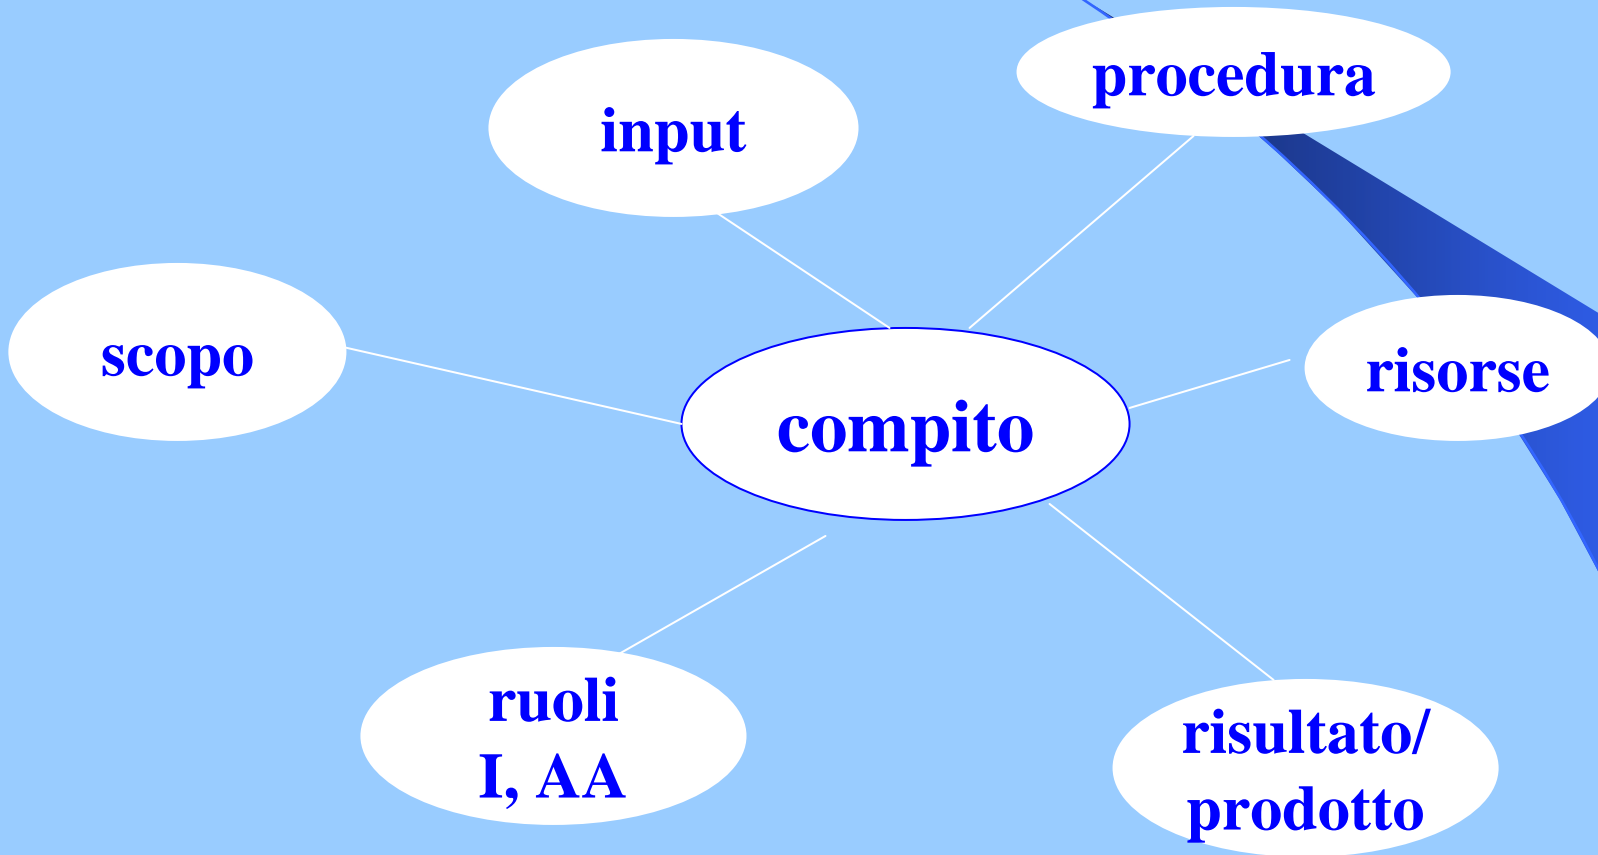 procedura
input
scopo
risorse
compito
ruoli
I, AA
risultato/
prodotto